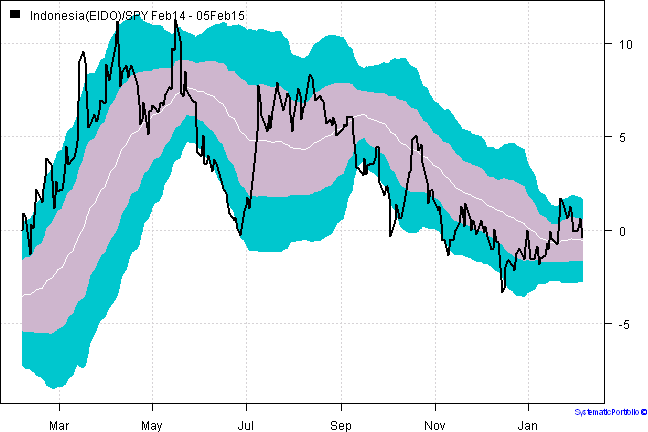 Indonesia(EIDO)/SPY Feb14 - 05Feb15
10
5
0
-5
Mar May Jul Sep Nov Jan
SystematicPortfolio ©